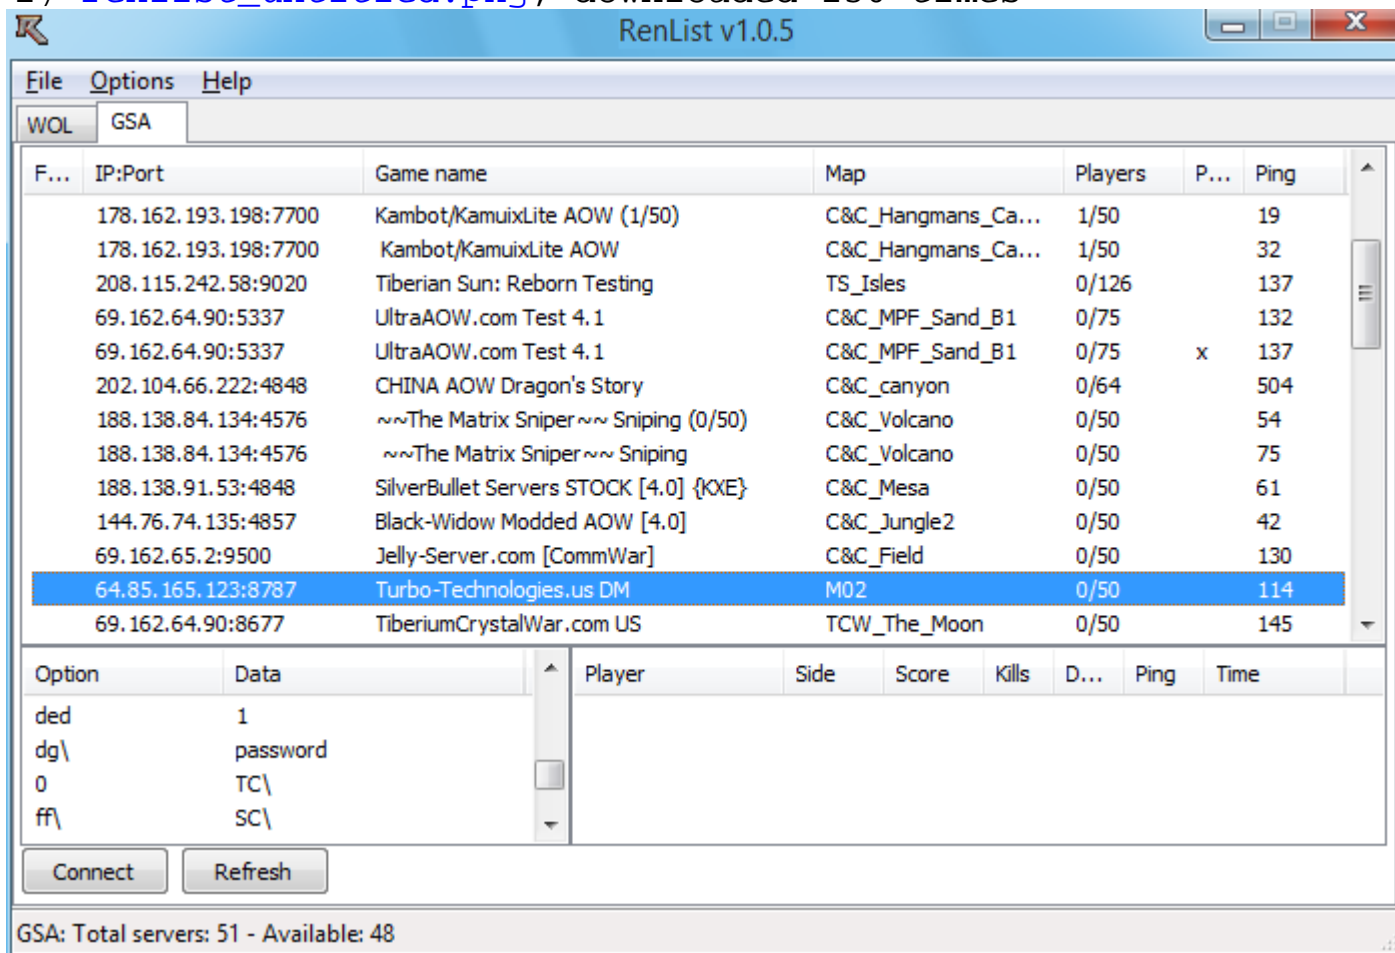 RenList v1.0.5
File Options Help
WOL GSA
F... IP:Port Game name Map Players P... Ping
178.162.193.198:7700 Kambot/KamuixLite AOW (1/50) C&C_Hangmans_Ca... 1/50 19
178.162.193.198:7700 Kambot/KamuixLite AOW C&C_Hangmans_Ca... 1/50 32
208.115.242.58:9020 Tiberian Sun: Reborn Testing TS_Isles 0/126 137
69.162.64.90:5337 UltraAOW.com Test 4.1 C&C_MPF_Sand_B1 0/75 132
69.162.64.90:5337 UltraAOW.com Test 4.1 C&C_MPF_Sand_B1 0/75 x 137
202.104.66.222:4848 CHINA AOW Dragon's Story C&C_canyon 0/64 504
188.138.84.134:4576 ~~The Matrix Sniper~~ Sniping (0/50) C&C_Volcano 0/50 54
188.138.84.134:4576 ~~The Matrix Sniper~~ Sniping C&C_Volcano 0/50 75
188.138.91.53:4848 SilverBullet Servers STOCK [4.0] {KXE} C&C_Mesa 0/50 61
144.76.74.135:4857 Black-Widow Modded AOW [4.0] C&C_Jungle2 0/50 42
69.162.65.2:9500 Jelly-Server.com [CommWar] C&C_Field 0/50 130
64.85.165.123:8787 Turbo-Technologies.us DM M02 0/50 114
69.162.64.90:8677 TiberiumCrystalWar.com US TCW_The_Moon 0/50 145
Option Data Player Side Score Kills D... Ping Time
ded 1
dg\ password
0 TC\
ff\ SC\
Connect Refresh
GSA: Total servers: 51 - Available: 48